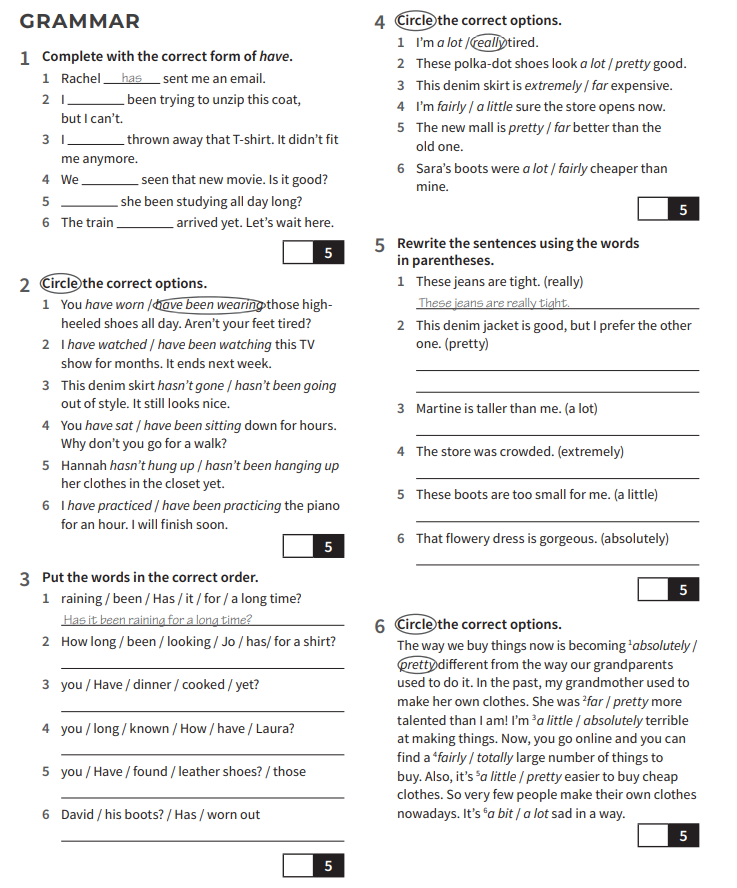 GRAMMAR
1 Complete with the correct form of have.
1 Rachel has sent me an email.
2 I ________ been trying to unzip this coat,
but I can't.
3 I ________ thrown away that T-shirt. It didn't fit
me anymore.
4 We ________ seen that new movie. Is it good?
5 ________ she been studying all day long?
6 The train ________ arrived yet. Let's wait here.
5
2 Circle the correct options.
1 You have worn / have been wearing those high-
heeled shoes all day. Aren't your feet tired?
2 I have watched / have been watching this TV
show for months. It ends next week.
3 This denim skirt hasn't gone / hasn't been going
out of style. It still looks nice.
4 You have sat / have been sitting down for hours.
Why don't you go for a walk?
5 Hannah hasn't hung up / hasn't been hanging up
her clothes in the closet yet.
6 I have practiced / have been practicing the piano
for an hour. I will finish soon.
5
3 Put the words in the correct order.
1 raining / been / Has / it / for / a long time?
Has it been raining for a long time?
2 How long / been / looking / Jo / has/ for a shirt?
3 you / Have / dinner / cooked / yet?
4 you / long / known / How / have / Laura?
5 you / Have / found / leather shoes? / those
6 David / his boots? / Has / worn out
5
4 Circle the correct options.
1 I'm a lot / really tired.
2 These polka-dot shoes look a lot / pretty good.
3 This denim skirt is extremely / far expensive.
4 I'm fairly / a little sure the store opens now.
5 The new mall is pretty / far better than the
old one.
6 Sara's boots were a lot / fairly cheaper than
mine.
5
5 Rewrite the sentences using the words
in parentheses.
1 These jeans are tight. (really)
These jeans are really tight.
2 This denim jacket is good, but I prefer the other
one. (pretty)
3 Martine is taller than me. (a lot)
4 The store was crowded. (extremely)
5 These boots are too small for me. (a little)
6 That flowery dress is gorgeous. (absolutely)
5
6 Circle the correct options.
The way we buy things now is becoming 1absolutely /
pretty different from the way our grandparents
used to do it. In the past, my grandmother used to
make her own clothes. She was 2far / pretty more
talented than I am! I'm 3a little / absolutely terrible
at making things. Now, you go online and you can
find a 4fairly / totally large number of things to
buy. Also, it's 5a little / pretty easier to buy cheap
clothes. So very few people make their own clothes
nowadays. It's 6a bit / a lot sad in a way.
5